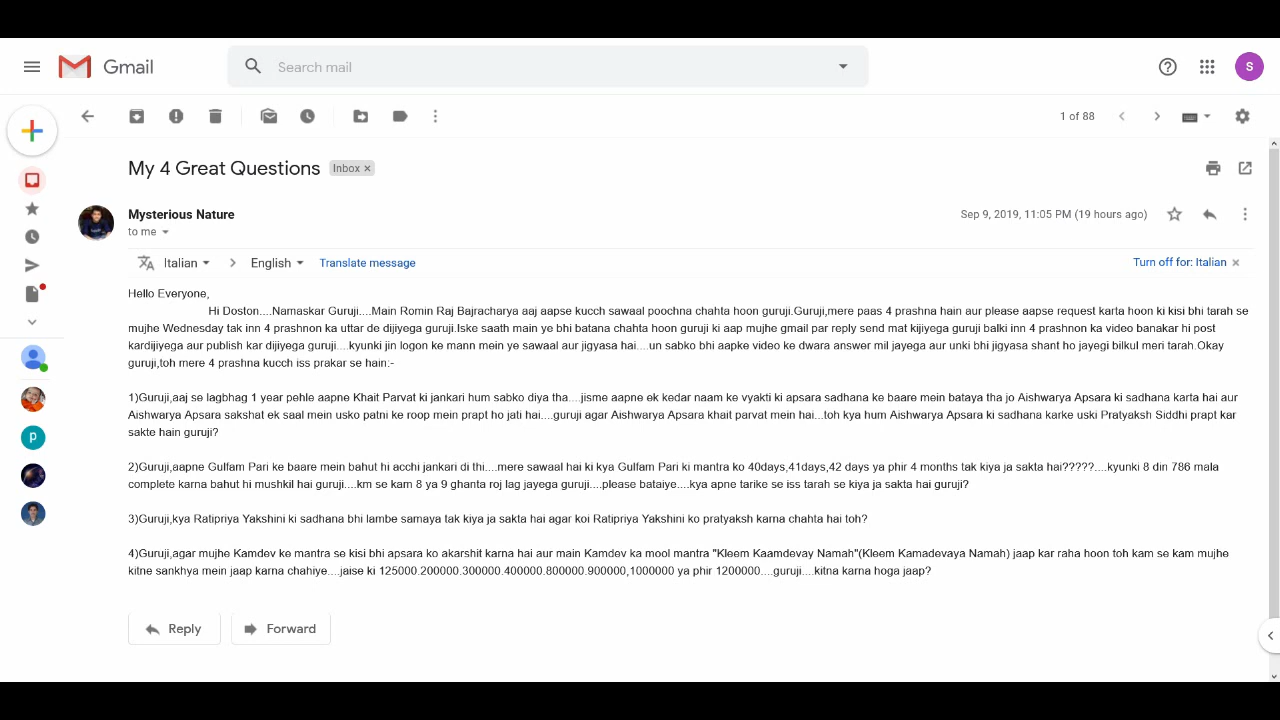 Gmail
Search mail
S
1 of 88
My 4 Great Questions
Inbox ×
Mysterious Nature
Sep 9, 2019, 11:05 PM (19 hours ago)
to me
Italian > English Translate message
Turn off for: Italian ×
Hello Everyone,
Hi Doston....Namaskar Guruji....Main Romin Raj Bajracharya aaj aapse kucch sawaal poochna chahta hoon guruji.Guruji,mere paas 4 prashna hain aur please aapse request karta hoon ki kisi bhi tarah se
mujhe Wednesday tak inn 4 prashnon ka uttar de dijiyega guruji.Iske saath main ye bhi batana chahta hoon guruji ki aap mujhe gmail par reply send mat kijiyega guruji balki inn 4 prashnon ka video banakar hi post
kardijiyega aur publish kar dijiyega guruji....kyunki jin logon ke mann mein ye sawaal aur jigyasa hai....un sabko bhi aapke video ke dwara answer mil jayega aur unki bhi jigyasa shant ho jayegi bilkul meri tarah.Okay
guruji,toh mere 4 prashna kucch iss prakar se hain:-
1)Guruji,aaj se lagbhag 1 year pehle aapne Khait Parvat ki jankari hum sabko diya tha....jisme aapne ek kedar naam ke vyakti ki apsara sadhana ke baare mein bataya tha jo Aishwarya Apsara ki sadhana karta hai aur
Aishwarya Apsara sakshat ek saal mein usko patni ke roop mein prapt ho jati hai....guruji agar Aishwarya Apsara khait parvat mein hai...toh kya hum Aishwarya Apsara ki sadhana karke uski Pratyaksh Siddhi prapt kar
sakte hain guruji?
2)Guruji,aapne Gulfam Pari ke baare mein bahut hi acchi jankari di thi....mere sawaal hai ki kya Gulfam Pari ki mantra ko 40days,41days,42 days ya phir 4 months tak kiya ja sakta hai?????....kyunki 8 din 786 mala
complete karna bahut hi mushkil hai guruji....km se kam 8 ya 9 ghanta roj lag jayega guruji....please bataiye....kya apne tarike se iss tarah se kiya ja sakta hai guruji?
3)Guruji,kya Ratipriya Yakshini ki sadhana bhi lambe samaya tak kiya ja sakta hai agar koi Ratipriya Yakshini ko pratyaksh karna chahta hai toh?
4)Guruji,agar mujhe Kamdev ke mantra se kisi bhi apsara ko akarshit karna hai aur main Kamdev ka mool mantra "Kleem Kaamdevay Namah"(Kleem Kamadevaya Namah) jaap kar raha hoon toh kam se kam mujhe
kitne sankhya mein jaap karna chahiye....jaise ki 125000.200000.300000.400000.800000.900000,1000000 ya phir 1200000....guruji....kitna karna hoga jaap?
p
Reply
Forward